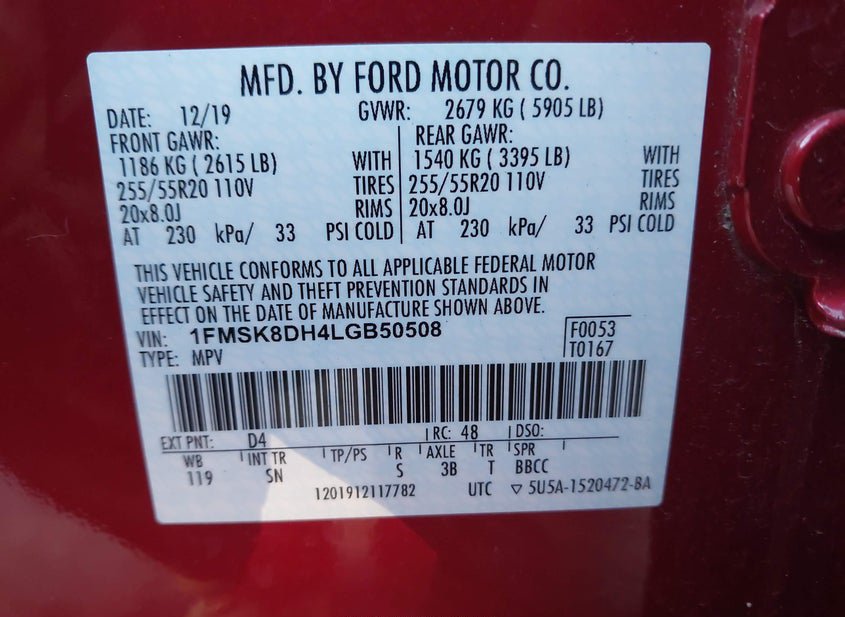 MFD. BY FORD MOTOR CO.
DATE: 12/19 GVWR: 2679 KG ( 5905 LB)
FRONT GAWR: REAR GAWR:
1186 KG ( 2615 LB) WITH 1540 KG ( 3395 LB) WITH
255/55R20 110V TIRES 255/55R20 110V TIRES
20x8.0J RIMS 20x8.0J RIMS
AT 230 kPa/ 33 PSI COLD AT 230 kPa/ 33 PSI COLD
THIS VEHICLE CONFORMS TO ALL APPLICABLE FEDERAL MOTOR
VEHICLE SAFETY AND THEFT PREVENTION STANDARDS IN
EFFECT ON THE DATE OF MANUFACTURE SHOWN ABOVE.
VIN: 1FMSK8DH4LGB50508 F0053
TYPE: MPV T0167
EXT PNT: D4 RC: 48 DSO:
WB INT TR TP/PS R AXLE TR SPR
119 SN S 3B T BBCC
1201912117782 UTC ▽ 5U5A-1520472-BA